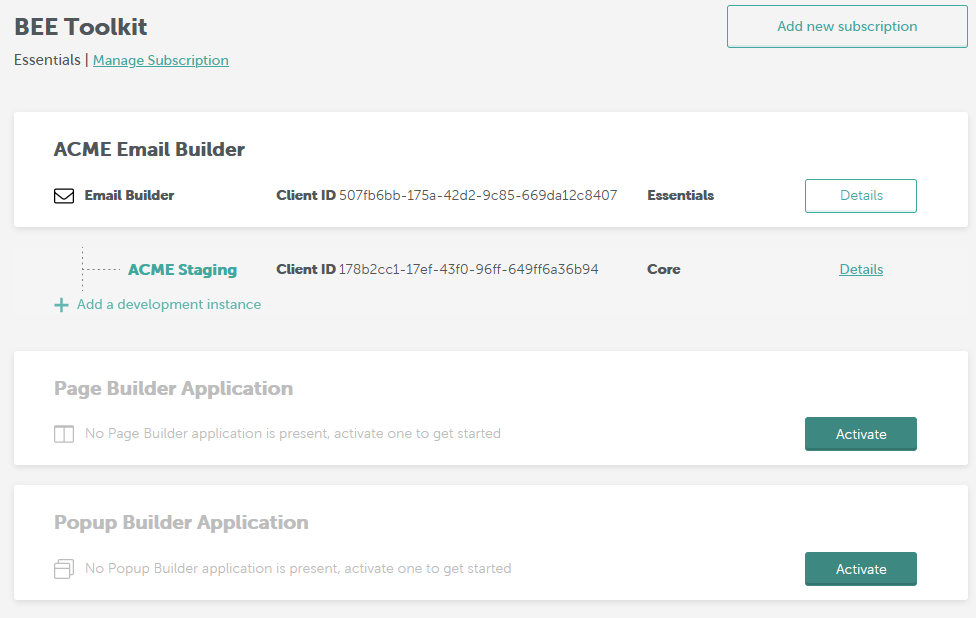 BEE Toolkit
Add new subscription
Essentials | Manage Subscription
ACME Email Builder
Email Builder Client ID 507fb6bb-175a-42d2-9c85-669da12c8407 Essentials Details
ACME Staging Client ID 178b2cc1-17ef-43f0-96ff-649ff6a36b94 Core Details
+ Add a development instance
Page Builder Application
No Page Builder application is present, activate one to get started Activate
Popup Builder Application
No Popup Builder application is present, activate one to get started Activate